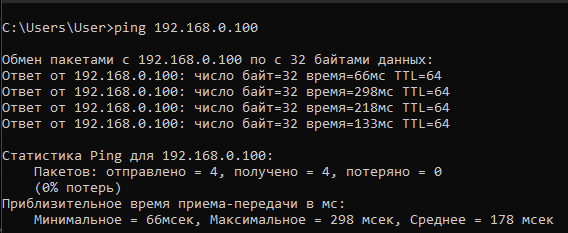 C:\Users\User>ping 192.168.0.100
Обмен пакетами с 192.168.0.100 по с 32 байтами данных:
Ответ от 192.168.0.100: число байт=32 время=66мс TTL=64
Ответ от 192.168.0.100: число байт=32 время=298мс TTL=64
Ответ от 192.168.0.100: число байт=32 время=218мс TTL=64
Ответ от 192.168.0.100: число байт=32 время=133мс TTL=64
Статистика Ping для 192.168.0.100:
Пакетов: отправлено = 4, получено = 4, потеряно = 0
(0% потерь)
Приблизительное время приема-передачи в мс:
Минимальное = 66мсек, Максимальное = 298 мсек, Среднее = 178 мсек